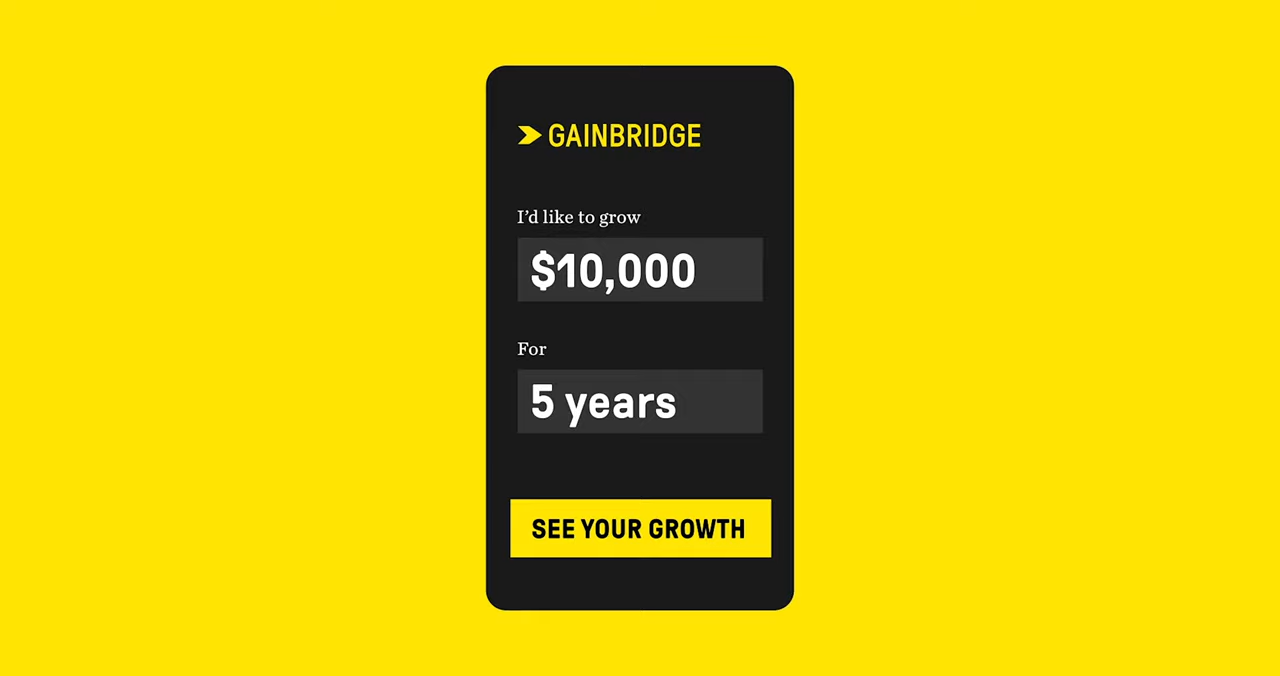 GAINBRIDGE
I’d like to grow
$10,000
For
5 years
SEE YOUR GROWTH